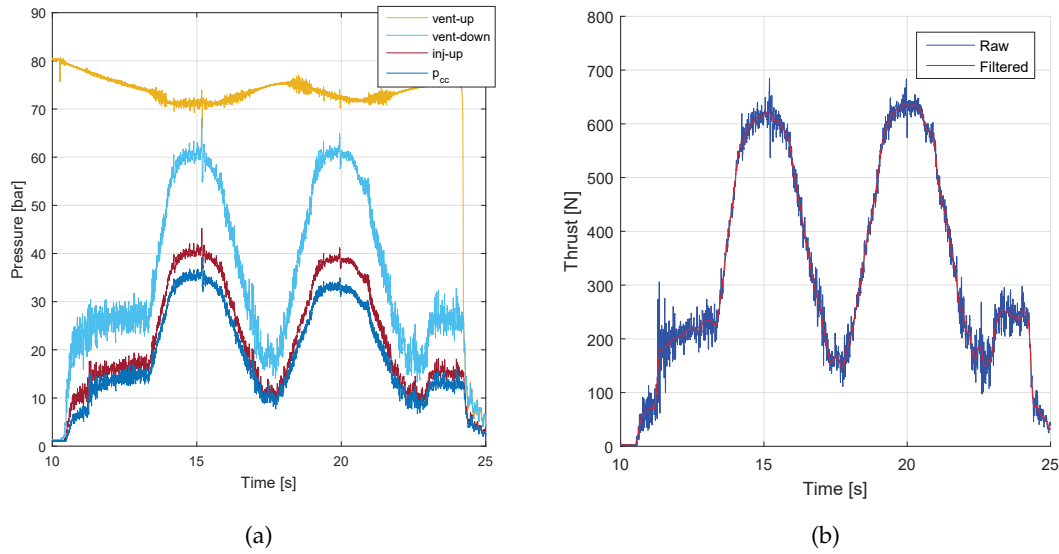 90
80
70
60
50
40
30
20
10
0
Pressure [bar]
10 15 20 25
Time [s]
vent-up
vent-down
inj-up
p_cc
(a)
800
700
600
500
400
300
200
100
0
Thrust [N]
10 15 20 25
Time [s]
Raw
Filtered
(b)